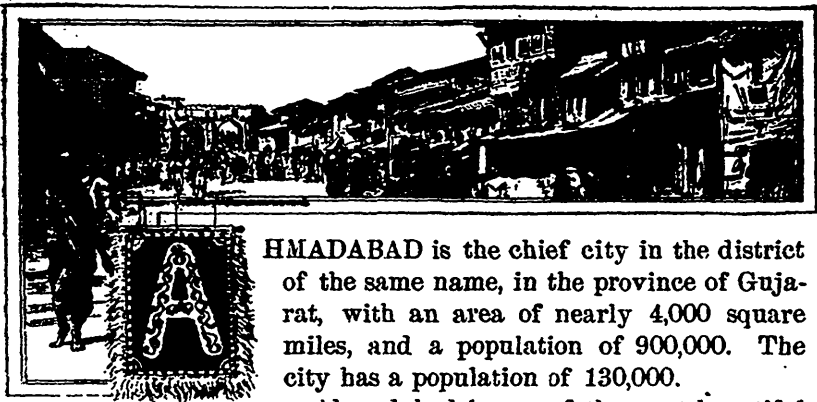 AHMADABAD is the chief city in the district
of the same name, in the province of Guja-
rat, with an area of nearly 4,000 square
miles, and a population of 900,000. The
city has a population of 130,000.